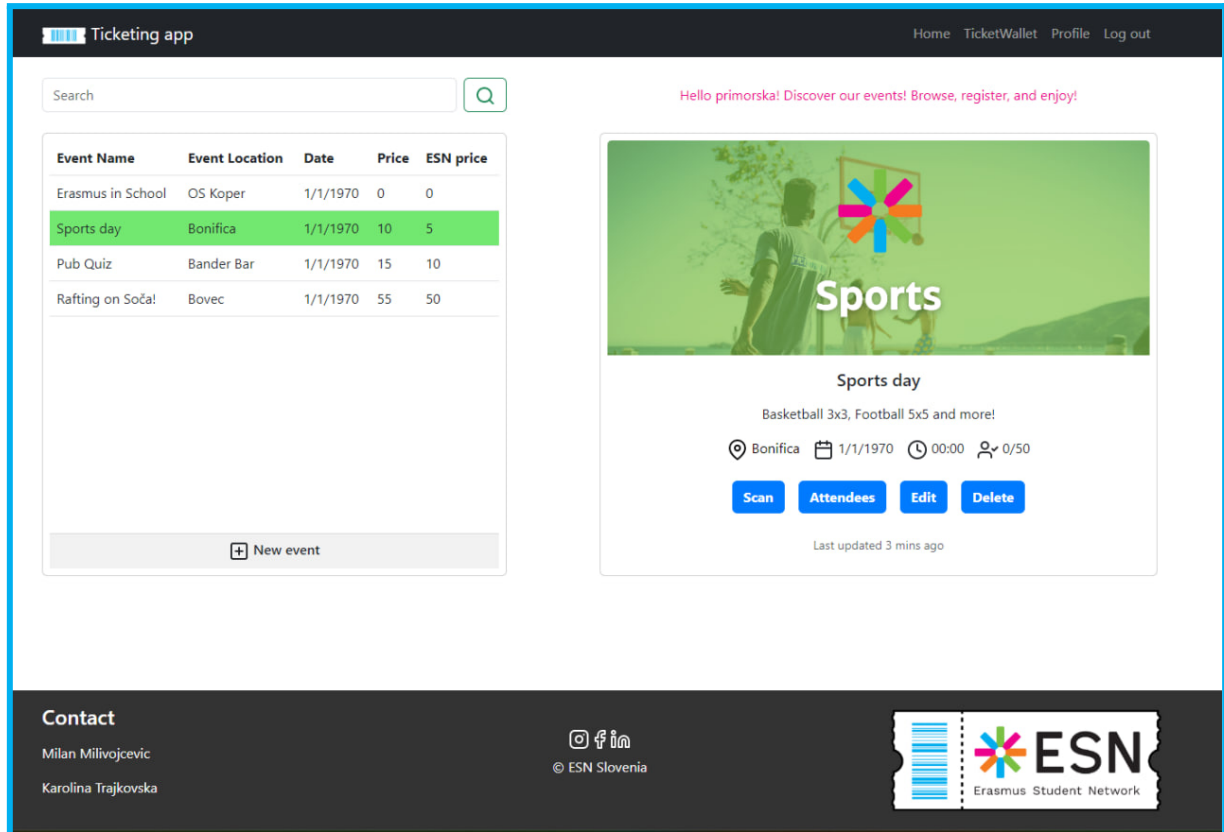 Ticketing app
Home TicketWallet Profile Log out
Search
Hello primorska! Discover our events! Browse, register, and enjoy!
Event Name Event Location Date Price ESN price
Erasmus in School OS Koper 1/1/1970 0 0
Sports day Bonifica 1/1/1970 10 5
Pub Quiz Bander Bar 1/1/1970 15 10
Rafting on Soča! Bovec 1/1/1970 55 50
New event
Sports
Sports day
Basketball 3x3, Football 5x5 and more!
Bonifica 1/1/1970 00:00 0/50
Scan Attendees Edit Delete
Last updated 3 mins ago
Contact
Milan Milivojcevic
Karolina Trajkovska
© ESN Slovenia
ESN
Erasmus Student Network